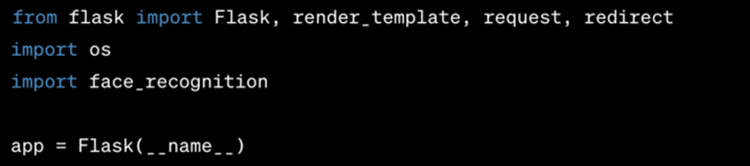 from flask import Flask, render_template, request, redirect
import os
import face_recognition
app = Flask(__name__)